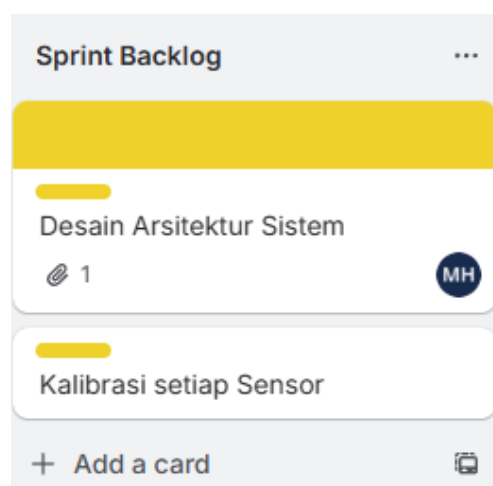 Sprint Backlog
Desain Arsitektur Sistem
1
MH
Kalibrasi setiap Sensor
+ Add a card